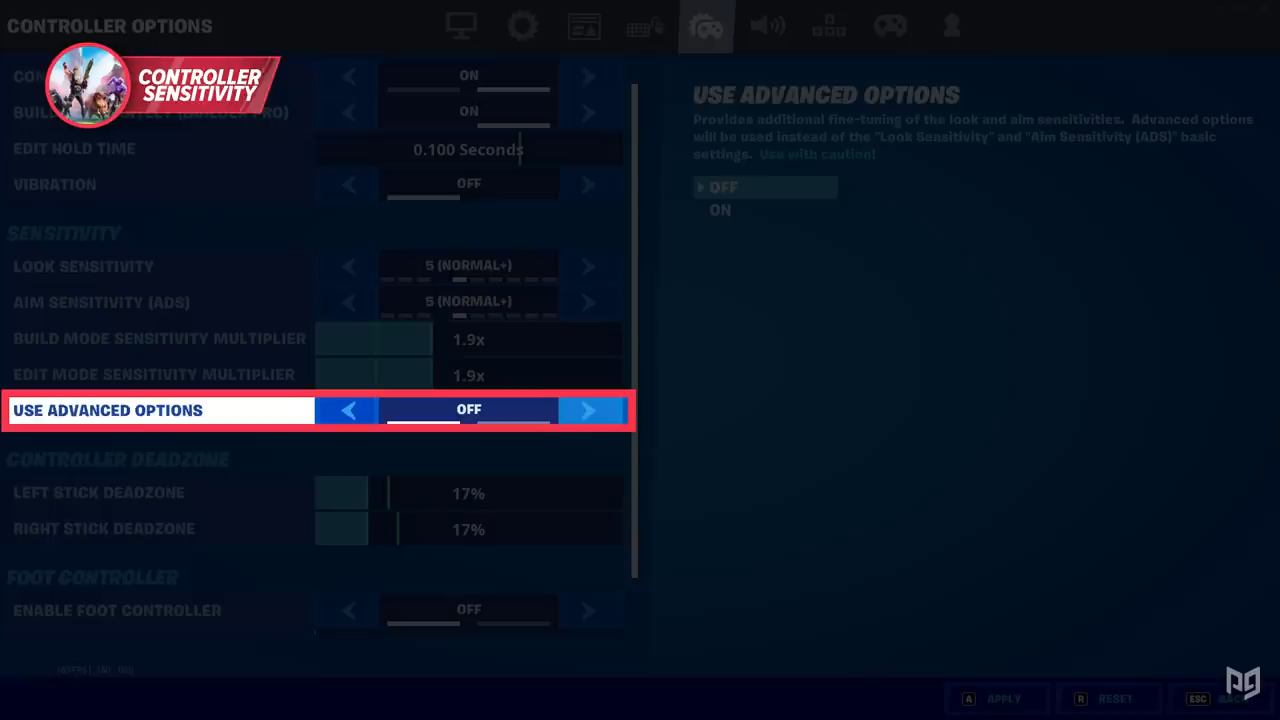 CONTROLLER OPTIONS
CONTROLLER
SENSITIVITY
ON
ON
EDIT HOLD TIME
0.100 Seconds
VIBRATION
OFF
SENSITIVITY
LOOK SENSITIVITY
5 (NORMAL+)
AIM SENSITIVITY (ADS)
5 (NORMAL+)
BUILD MODE SENSITIVITY MULTIPLIER
1.9x
EDIT MODE SENSITIVITY MULTIPLIER
1.9x
USE ADVANCED OPTIONS
OFF
CONTROLLER DEADZONE
LEFT STICK DEADZONE
17%
RIGHT STICK DEADZONE
17%
FOOT CONTROLLER
ENABLE FOOT CONTROLLER
OFF
USE ADVANCED OPTIONS
Provides additional fine-tuning of the look and aim sensitivities. Advanced options
will be used instead of the "Look Sensitivity" and "Aim Sensitivity (ADS)" basic
settings. Use with caution!
OFF
ON
A APPLY
R RESET
ESC BACK